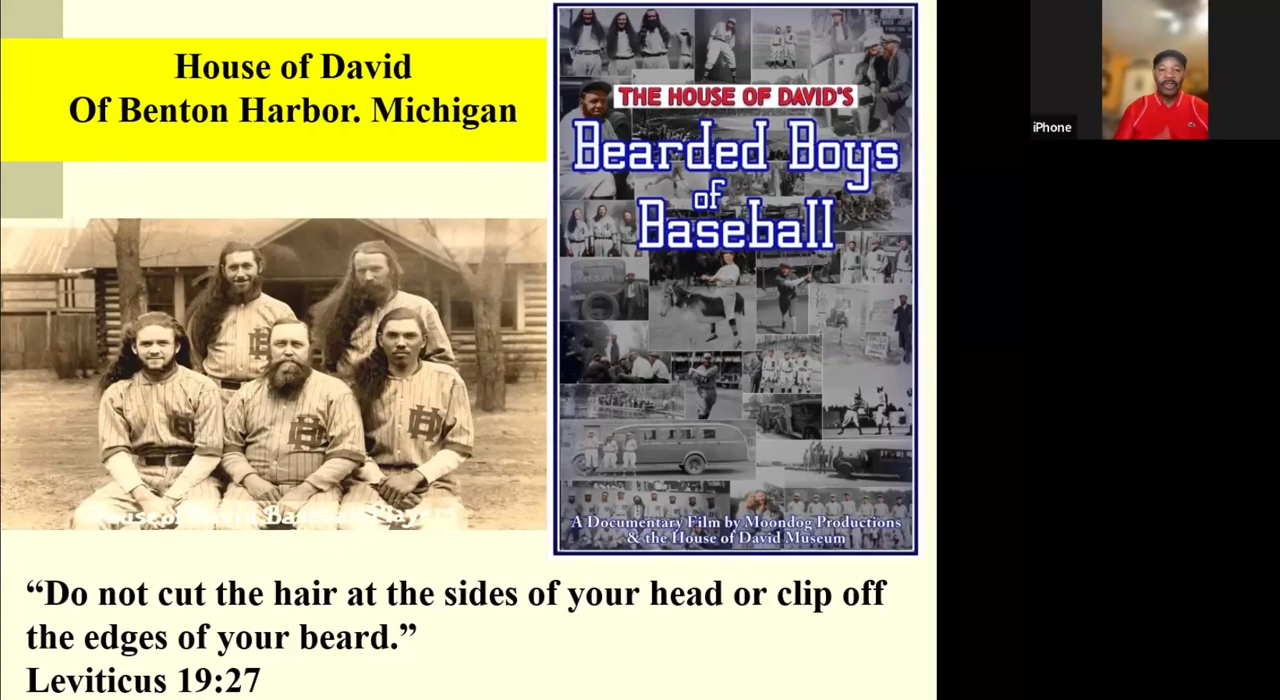 House of David
Of Benton Harbor. Michigan
THE HOUSE OF DAVID'S
Bearded Boys
of
Baseball
A Documentary Film by Moondog Productions
& the House of David Museum
“Do not cut the hair at the sides of your head or clip off
the edges of your beard.”
Leviticus 19:27
iPhone